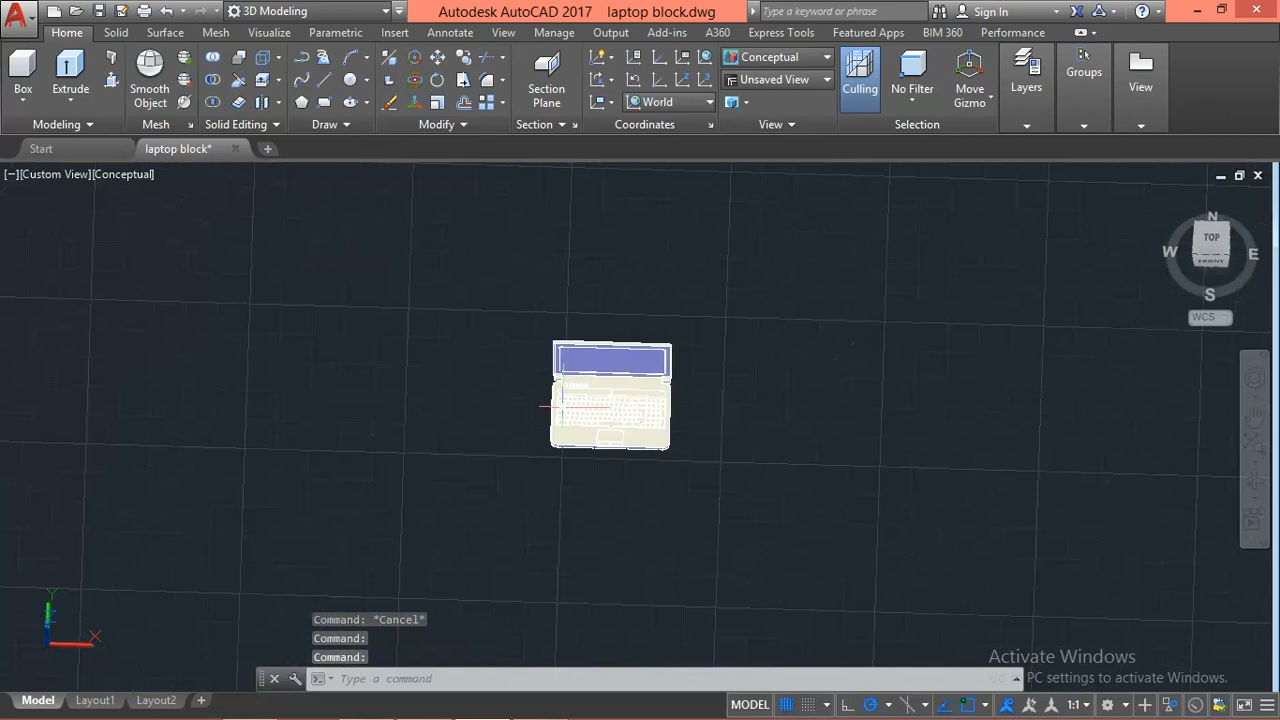 3D Modeling
Autodesk AutoCAD 2017 laptop block.dwg
Type a keyword or phrase
Sign In
Home Solid Surface Mesh Visualize Parametric Insert Annotate View Manage Output Add-ins A360 Express Tools Featured Apps BIM 360 Performance
Box
Extrude
Smooth Object
Section Plane
World
Conceptual
Unsaved View
Culling
No Filter
Move Gizmo
Layers
Groups
View
Modeling
Mesh
Solid Editing
Draw
Modify
Section
Coordinates
View
Selection
Start
laptop block*
[−][Custom View][Conceptual]
N
W
TOP
E
FRONT
S
WCS
Y
X
Command: *Cancel*
Command:
Command:
Type a command
Activate Windows
PC settings to activate Windows.
Model Layout1 Layout2
MODEL
1:1